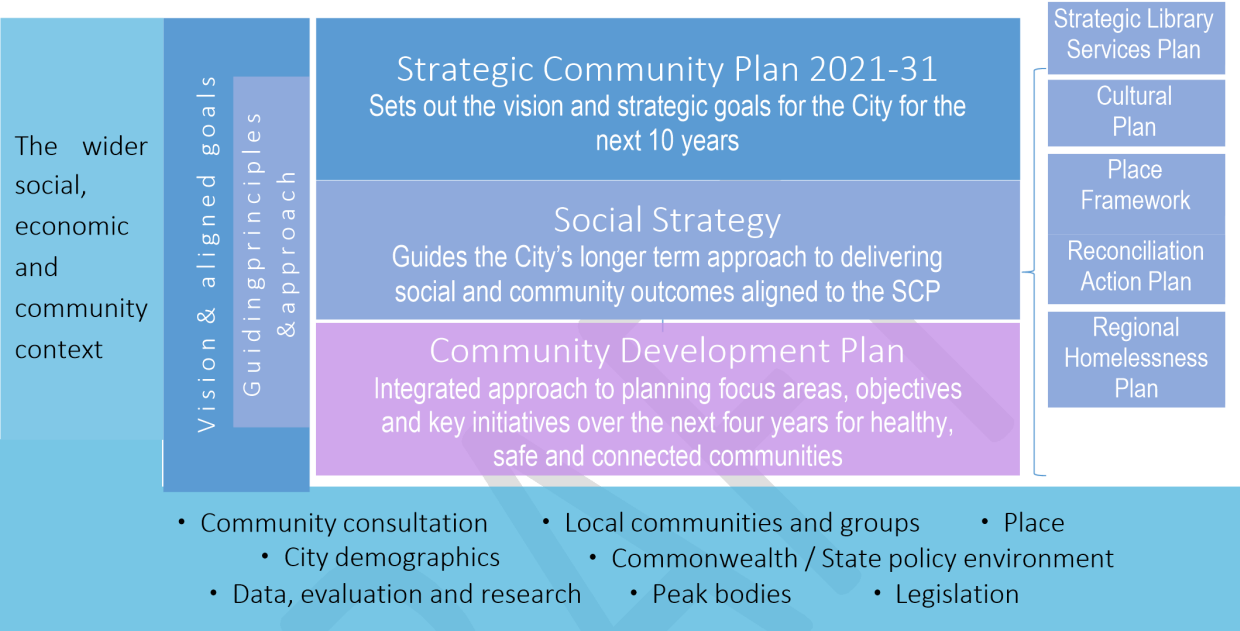 The wider
social,
economic
and
community
context
Vision & aligned goals
Guidingprinciples
& approach
Strategic Community Plan 2021-31
Sets out the vision and strategic goals for the City for the
next 10 years
Social Strategy
Guides the City’s longer term approach to delivering
social and community outcomes aligned to the SCP
Community Development Plan
Integrated approach to planning focus areas, objectives
and key initiatives over the next four years for healthy,
safe and connected communities
Strategic Library
Services Plan
Cultural
Plan
Place
Framework
Reconciliation
Action Plan
Regional
Homelessness
Plan
• Community consultation • Local communities and groups • Place
• City demographics • Commonwealth / State policy environment
• Data, evaluation and research • Peak bodies • Legislation
DRAFT